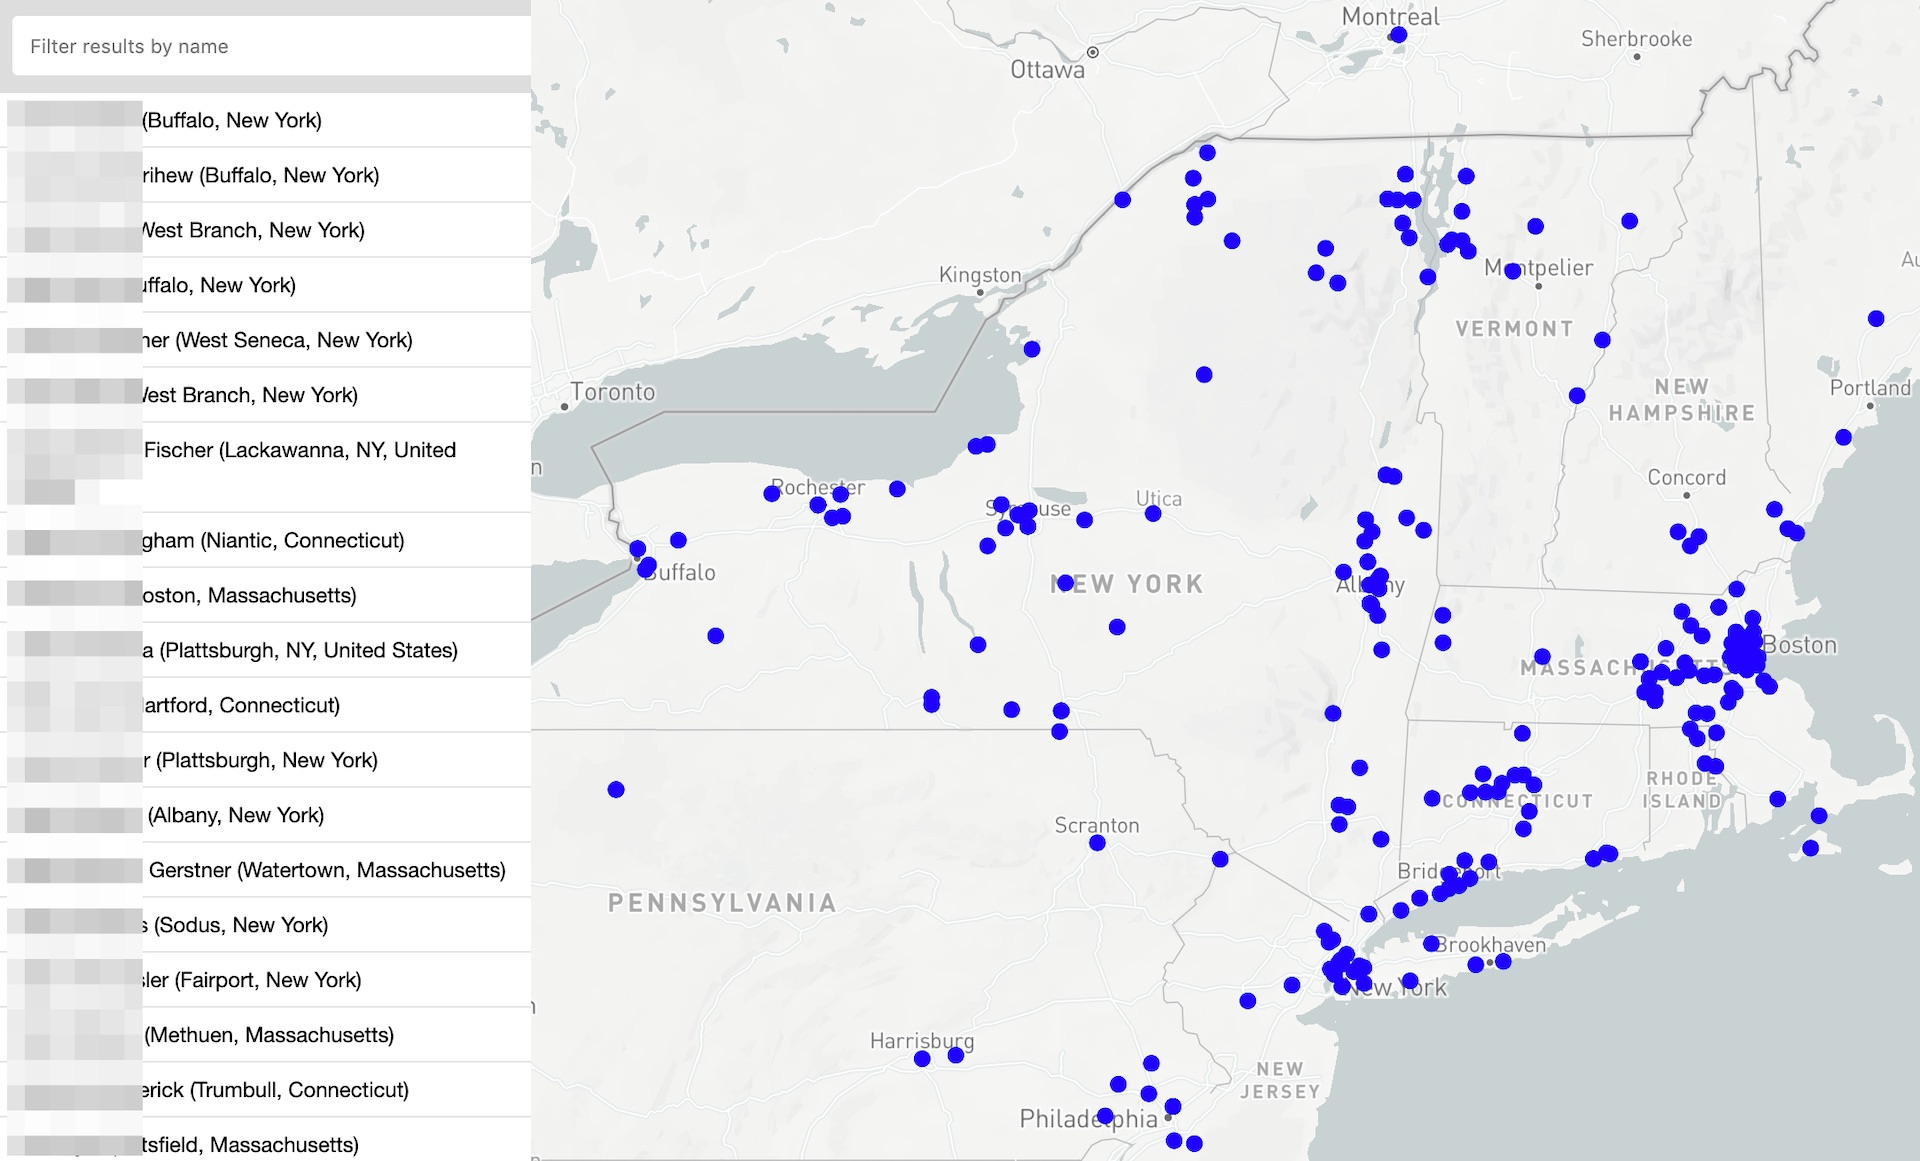 Filter results by name
(Buffalo, New York)
rihew (Buffalo, New York)
West Branch, New York)
uffalo, New York)
ner (West Seneca, New York)
West Branch, New York)
Fischer (Lackawanna, NY, United
gham (Niantic, Connecticut)
oston, Massachusetts)
a (Plattsburgh, NY, United States)
lartford, Connecticut)
r (Plattsburgh, New York)
(Albany, New York)
Gerstner (Watertown, Massachusetts)
s (Sodus, New York)
sler (Fairport, New York)
(Methuen, Massachusetts)
erick (Trumbull, Connecticut)
tsfield, Massachusetts)
Montreal
Sherbrooke
Ottawa
Kingston
Montpelier
VERMONT
Toronto
NEW
HAMPSHIRE
Portland
Rochester
Syracuse
Utica
Concord
Buffalo
NEW YORK
Albany
Boston
MASSACHUSETTS
Scranton
CONNECTICUT
RHODE
ISLAND
Bridgeport
PENNSYLVANIA
Brookhaven
New York
Harrisburg
NEW
JERSEY
Philadelphia